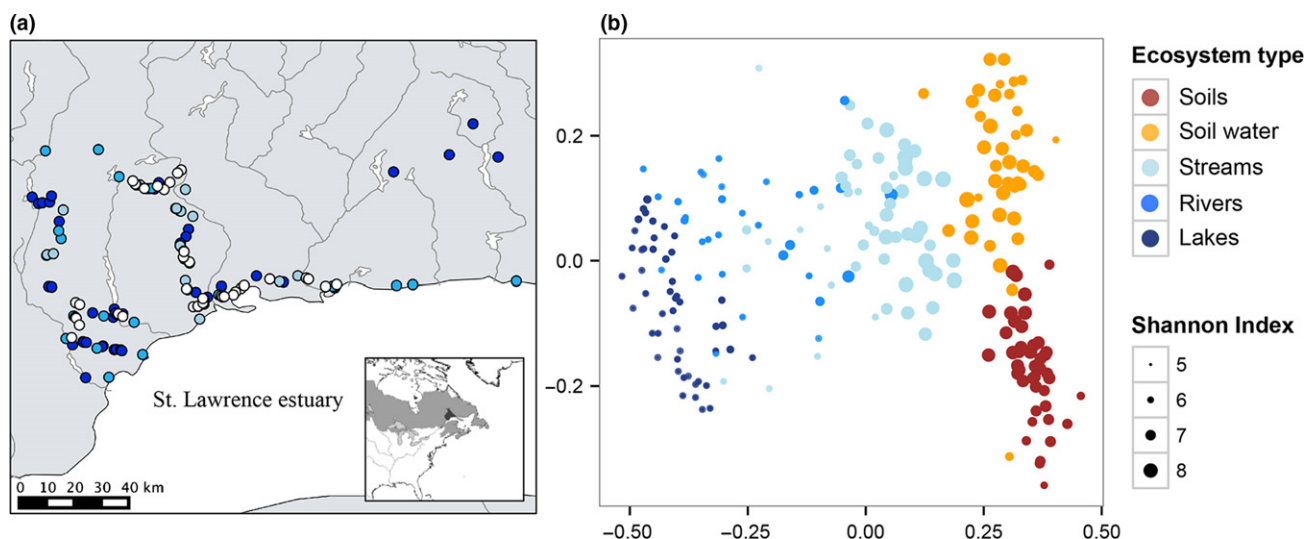 (a)
St. Lawrence estuary
0 10 20 30 40 km
(b)
0.2
0.0
−0.2
−0.50 −0.25 0.00 0.25 0.50
Ecosystem type
Soils
Soil water
Streams
Rivers
Lakes
Shannon Index
5
6
7
8